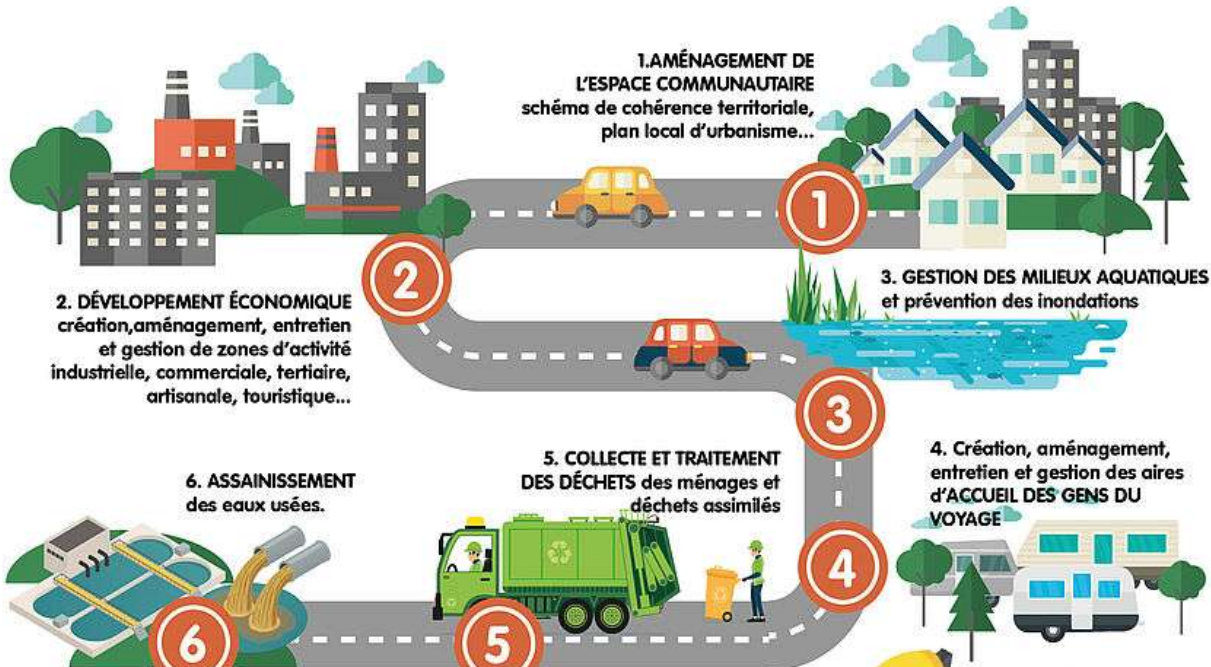 1.AMÉNAGEMENT DE
L'ESPACE COMMUNAUTAIRE
schéma de cohérence territoriale,
plan local d'urbanisme...
1
2
2. DÉVELOPPEMENT ÉCONOMIQUE
création,aménagement, entretien
et gestion de zones d'activité
industrielle, commerciale, tertiaire,
artisanale, touristique...
3. GESTION DES MILIEUX AQUATIQUES
et prévention des inondations
3
4. Création, aménagement,
entretien et gestion des aires
d'ACCUEIL DES GENS DU
VOYAGE
4
5. COLLECTE ET TRAITEMENT
DES DÉCHETS des ménages et
déchets assimilés
5
6. ASSAINISSEMENT
des eaux usées.
6